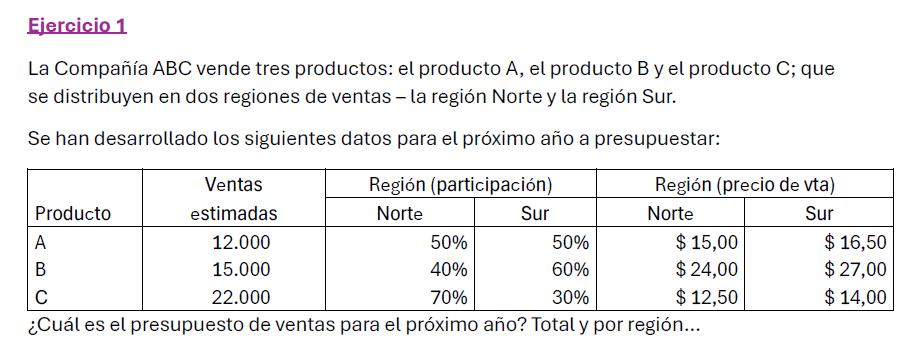 Ejercicio 1
La Compañía ABC vende tres productos: el producto A, el producto B y el producto C; que
se distribuyen en dos regiones de ventas – la región Norte y la región Sur.
Se han desarrollado los siguientes datos para el próximo año a presupuestar:
Ventas Región (participación) Región (precio de vta)
Producto estimadas Norte Sur Norte Sur
A 12.000 50% 50% $ 15,00 $ 16,50
B 15.000 40% 60% $ 24,00 $ 27,00
C 22.000 70% 30% $ 12,50 $ 14,00
¿Cuál es el presupuesto de ventas para el próximo año? Total y por región...